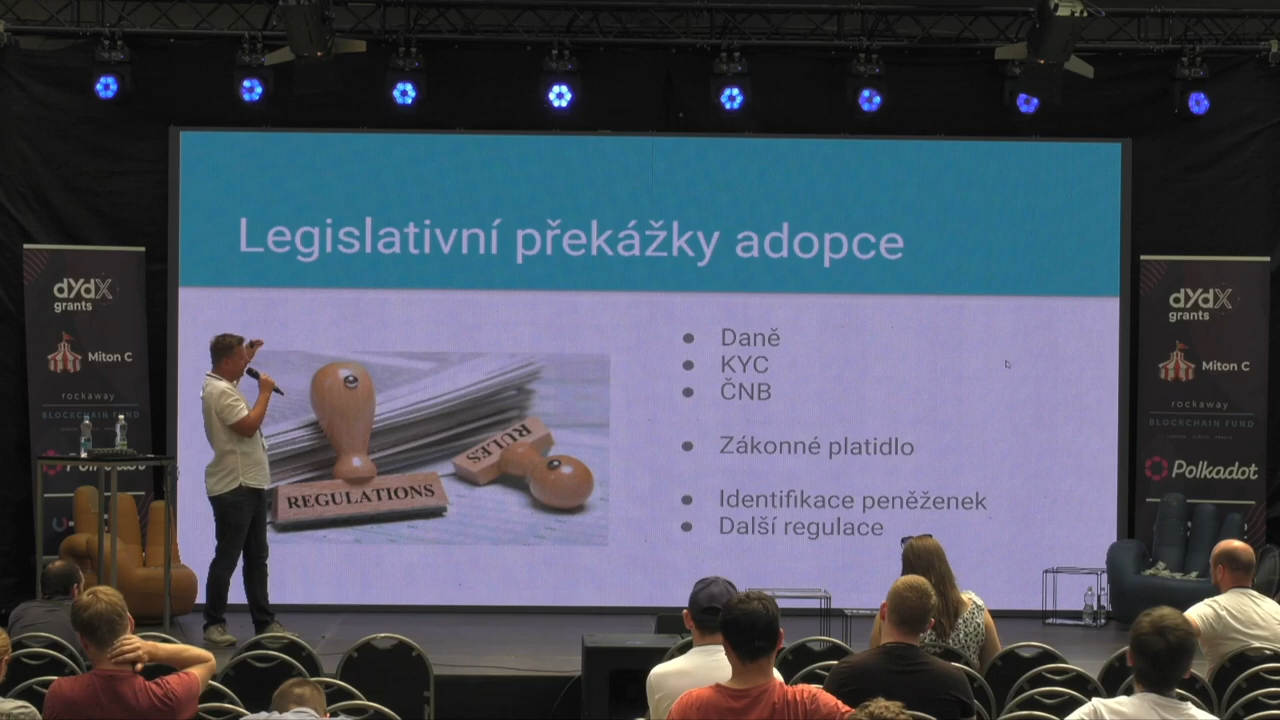 Legislativní překážky adopce
Daně
KYC
ČNB
Zákonné platidlo
Identifikace peněženek
Další regulace
REGULATIONS
RULES
dYdX
grants
Miton C
rockaway
BLOCKCHAIN FUND
dYdX
grants
Miton C
rockaway
BLOCKCHAIN FUND
Polkadot